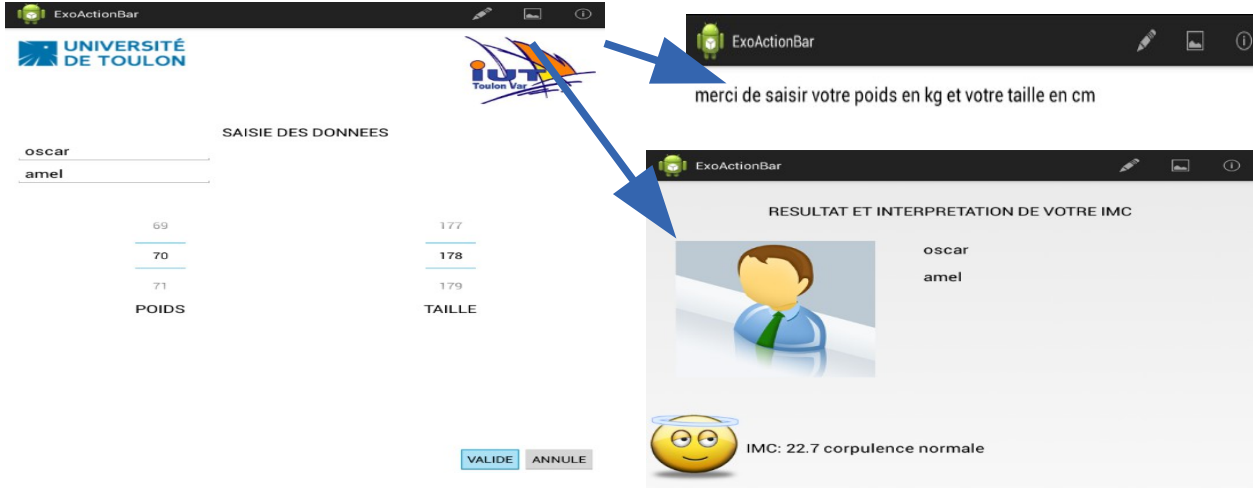 ExoActionBar
UNIVERSITÉ
DE TOULON
iUT
Toulon Var
SAISIE DES DONNEES
oscar
amel
69
177
70
178
71
179
POIDS
TAILLE
VALIDE
ANNULE
ExoActionBar
merci de saisir votre poids en kg et votre taille en cm
ExoActionBar
RESULTAT ET INTERPRETATION DE VOTRE IMC
oscar
amel
IMC: 22.7 corpulence normale